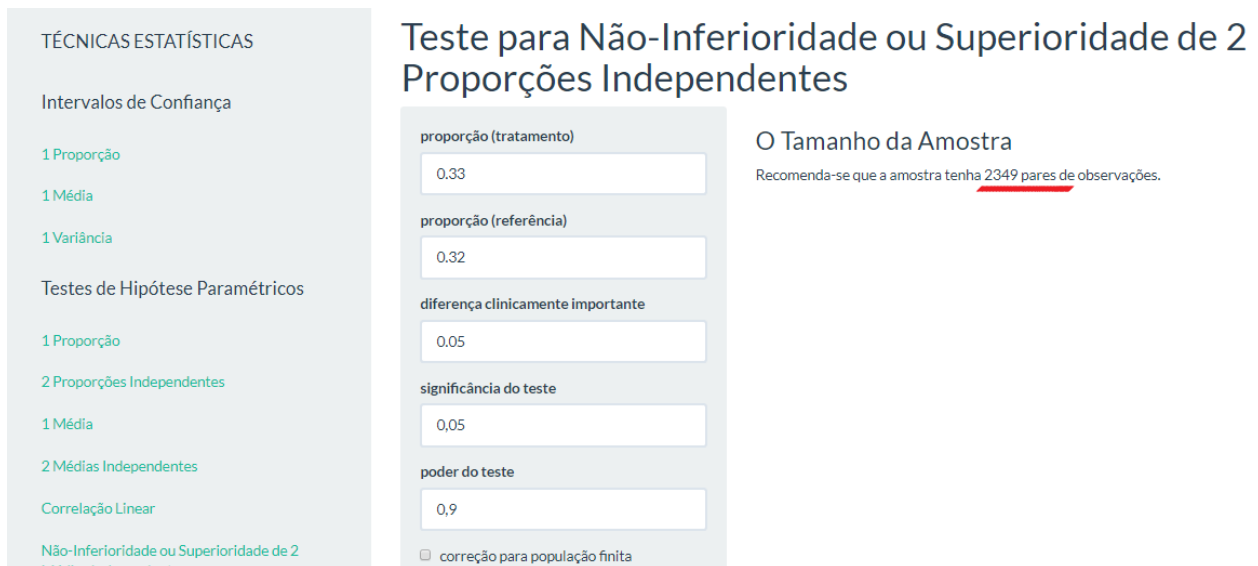 TÉCNICAS ESTATÍSTICAS
Intervalos de Confiança
1 Proporção
1 Média
1 Variância
Testes de Hipótese Paramétricos
1 Proporção
2 Proporções Independentes
1 Média
2 Médias Independentes
Correlação Linear
Não-Inferioridade ou Superioridade de 2
Teste para Não-Inferioridade ou Superioridade de 2
Proporções Independentes
proporção (tratamento)
0.33
proporção (referência)
0.32
diferença clinicamente importante
0.05
significância do teste
0,05
poder do teste
0,9
correção para população finita
O Tamanho da Amostra
Recomenda-se que a amostra tenha 2349 pares de observações.